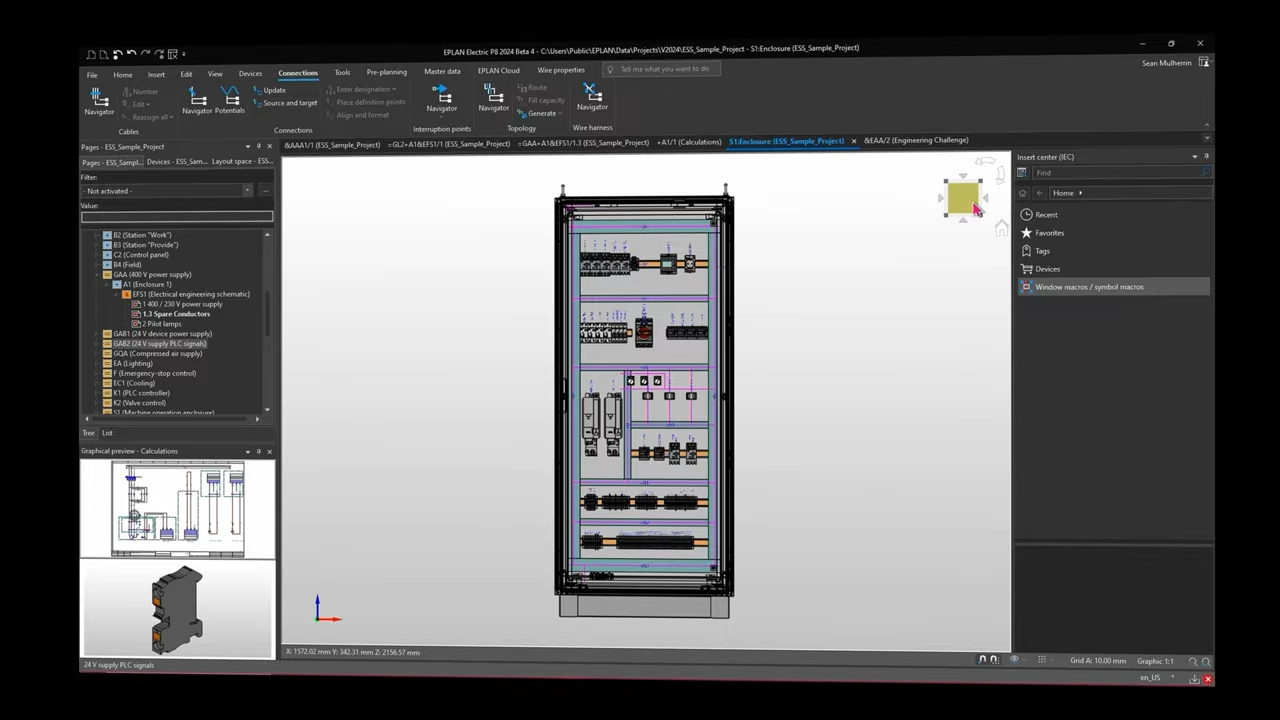 EPLAN Electric P8 2024 Beta 4 - C:\Users\Public\EPLAN\Data\Projects\V2024\ESS_Sample_Project - S1:Enclosure (ESS_Sample_Project)
Sean Mulherrin
File Home Insert Edit View Devices Connections Tools Pre-planning Master data EPLAN Cloud Wire properties Tell me what you want to do
Navigator
Number
Edit
Reassign all
Cables
Navigator
Potentials
Update
Source and target
Enter designation
Place definition points
Align and format
Connections
Navigator
Interruption points
Navigator
Route
Fill capacity
Generate
Topology
Navigator
Wire harness
Pages - ESS_Sample_Project
&AAA1/1 (ESS_Sample_Project)
=GL2+A1&EFS1/1 (ESS_Sample_Project)
=GAA+A1&EFS1/1.3 (ESS_Sample_Project)
+A1/1 (Calculations)
S1:Enclosure (ESS_Sample_Project)
&EAA/2 (Engineering Challenge)
Pages - ESS_Sampl... Devices - ESS_Sam... Layout space - ESS...
Filter:
- Not activated -
Value:
B2 (Station "Work")
B3 (Station "Provide")
C2 (Control panel)
B4 (Field)
GAA (400 V power supply)
A1 (Enclosure 1)
EFS1 (Electrical engineering schematic)
1 400 / 230 V power supply
1.3 Spare Conductors
2 Pilot lamps
GAB1 (24 V device power supply)
GAB2 (24 V supply PLC signals)
GQA (Compressed air supply)
EA (Lighting)
F (Emergency-stop control)
EC1 (Cooling)
K1 (PLC controller)
K2 (Valve control)
S1 (Machine operation enclosure)
Tree List
Graphical preview - Calculations
24 V supply PLC signals
Insert center (IEC)
Find
Home
Recent
Favorites
Tags
Devices
Window macros / symbol macros
X: 1572.02 mm Y: 342.31 mm Z: 2156.57 mm
Grid A: 10.00 mm
Graphic 1:1
en_US